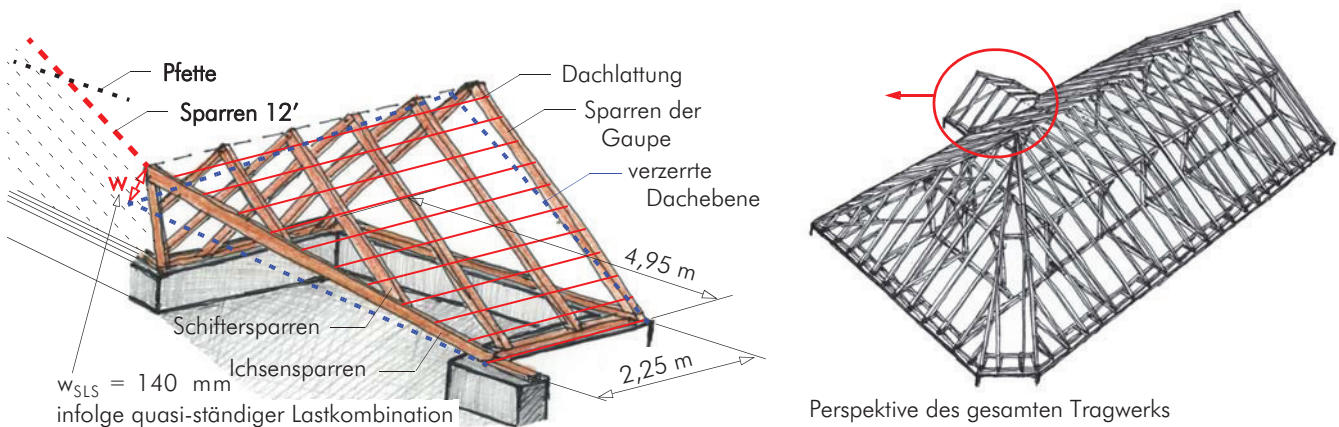 Pfette
Sparren 12’
w
Dachlattung
Sparren der
Gaupe
verzerrte
Dachebene
4,95 m
Schiftersparren
Ichsensparren
2,25 m
wSLS = 140 mm
infolge quasi-ständiger Lastkombination
Perspektive des gesamten Tragwerks